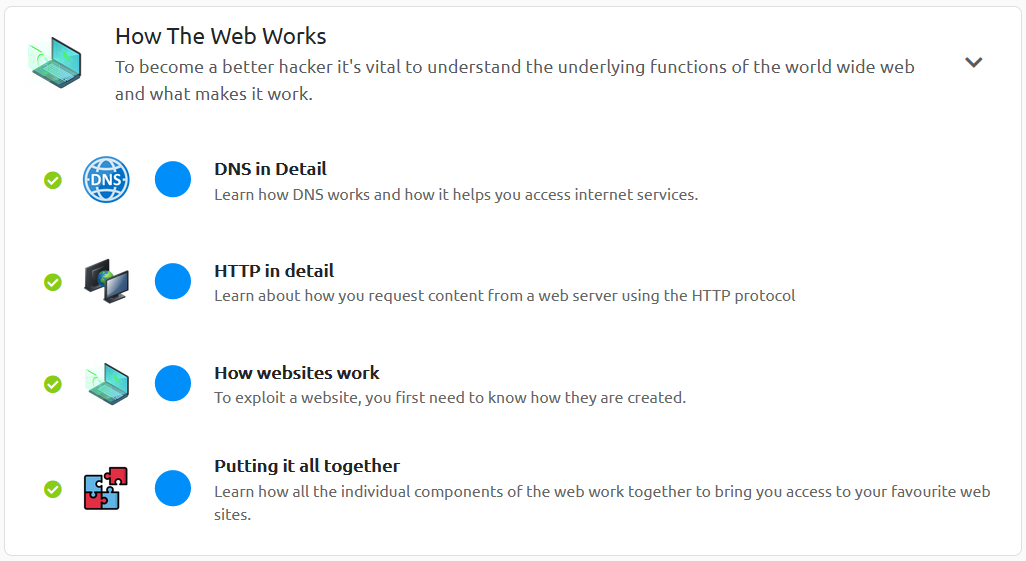 How The Web Works
To become a better hacker it's vital to understand the underlying functions of the world wide web
and what makes it work.
DNS
DNS in Detail
Learn how DNS works and how it helps you access internet services.
HTTP in detail
Learn about how you request content from a web server using the HTTP protocol
How websites work
To exploit a website, you first need to know how they are created.
Putting it all together
Learn how all the individual components of the web work together to bring you access to your favourite web
sites.